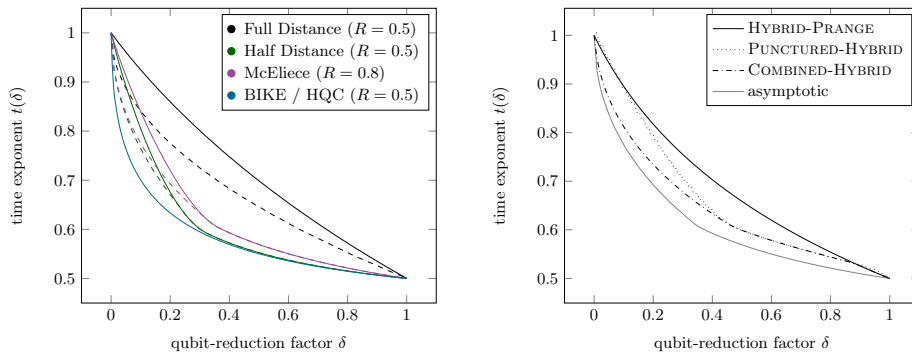 1
0.9
0.8
0.7
0.6
0.5
time exponent t(δ)
Full Distance (R = 0.5)
Half Distance (R = 0.5)
McEliece (R = 0.8)
BIKE / HQC (R = 0.5)
0 0.2 0.4 0.6 0.8 1
qubit-reduction factor δ
1
0.9
0.8
0.7
0.6
0.5
time exponent t(δ)
Hybrid-Prange
Punctured-Hybrid
Combined-Hybrid
asymptotic
0 0.2 0.4 0.6 0.8 1
qubit-reduction factor δ